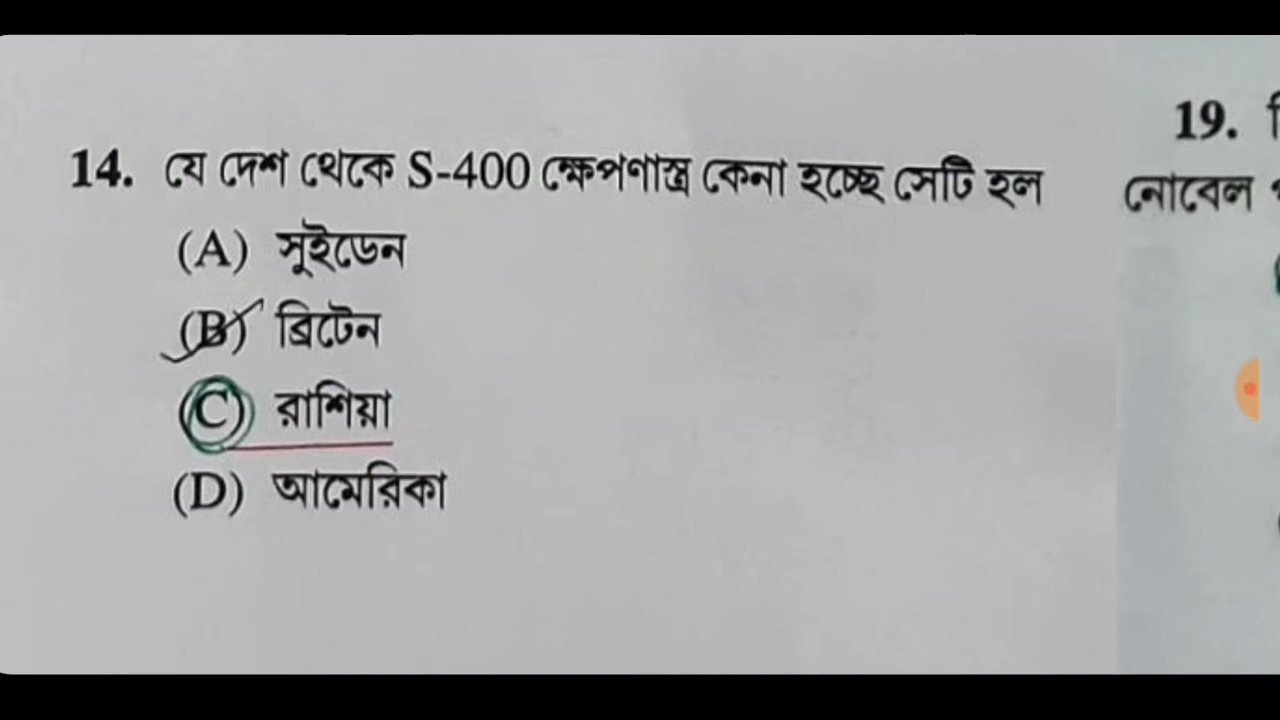 14. যে দেশ থেকে S-400 ক্ষেপণাস্ত্র কেনা হচ্ছে সেটি হল
(A) সুইডেন
(B) ব্রিটেন
(C) রাশিয়া
(D) আমেরিকা
19.
নোবেল